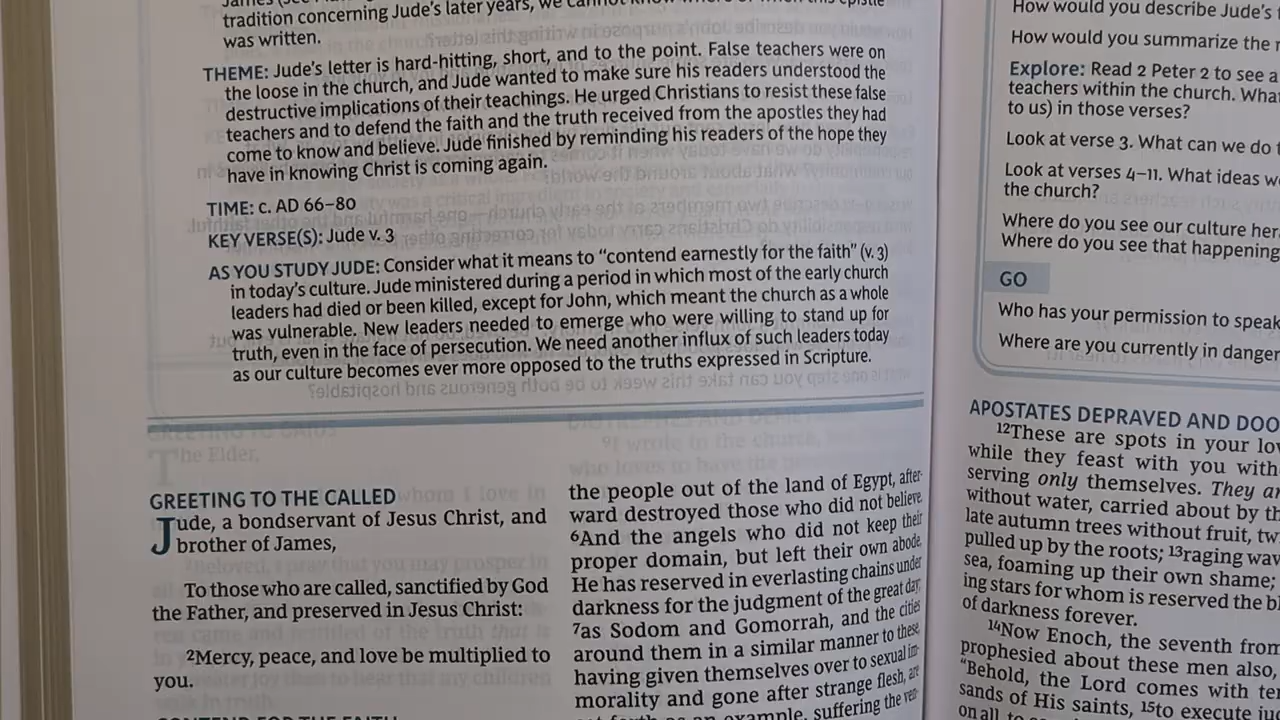 tradition concerning Jude's later years, we cannot know where or when this epistle
was written.
THEME: Jude's letter is hard-hitting, short, and to the point. False teachers were on
the loose in the church, and Jude wanted to make sure his readers understood the
destructive implications of their teachings. He urged Christians to resist these false
teachers and to defend the faith and the truth received from the apostles they had
come to know and believe. Jude finished by reminding his readers of the hope they
have in knowing Christ is coming again.
TIME: c. AD 66–80
KEY VERSE(S): Jude v. 3
AS YOU STUDY JUDE: Consider what it means to “contend earnestly for the faith” (v. 3)
in today's culture. Jude ministered during a period in which most of the early church
leaders had died or been killed, except for John, which meant the church as a whole
was vulnerable. New leaders needed to emerge who were willing to stand up for
truth, even in the face of persecution. We need another influx of such leaders today
as our culture becomes ever more opposed to the truths expressed in Scripture.
GREETING TO THE CALLED
Jude, a bondservant of Jesus Christ, and
brother of James,
To those who are called, sanctified by God
the Father, and preserved in Jesus Christ:
2Mercy, peace, and love be multiplied to
you.
CONTEND FOR THE FAITH
the people out of the land of Egypt, after-
ward destroyed those who did not believe.
6And the angels who did not keep their
proper domain, but left their own abode,
He has reserved in everlasting chains under
darkness for the judgment of the great day;
7as Sodom and Gomorrah, and the cities
around them in a similar manner to these,
having given themselves over to sexual im-
morality and gone after strange flesh, are
set forth as an example, suffering the ven-
How would you describe Jude's
How would you summarize the
Explore: Read 2 Peter 2 to see a
teachers within the church. What
to us) in those verses?
Look at verse 3. What can we do
Look at verses 4–11. What ideas
the church?
Where do you see our culture
Where do you see that happening
GO
Who has your permission to speak
Where are you currently in danger
APOSTATES DEPRAVED AND
12These are spots in your
while they feast with you
serving only themselves. They
without water, carried about by
late autumn trees without fruit,
pulled up by the roots; 13raging
sea, foaming up their own shame;
ing stars for whom is reserved the
of darkness forever.
14Now Enoch, the seventh from
prophesied about these men also,
“Behold, the Lord comes with
sands of His saints, 15to execute
on all, to